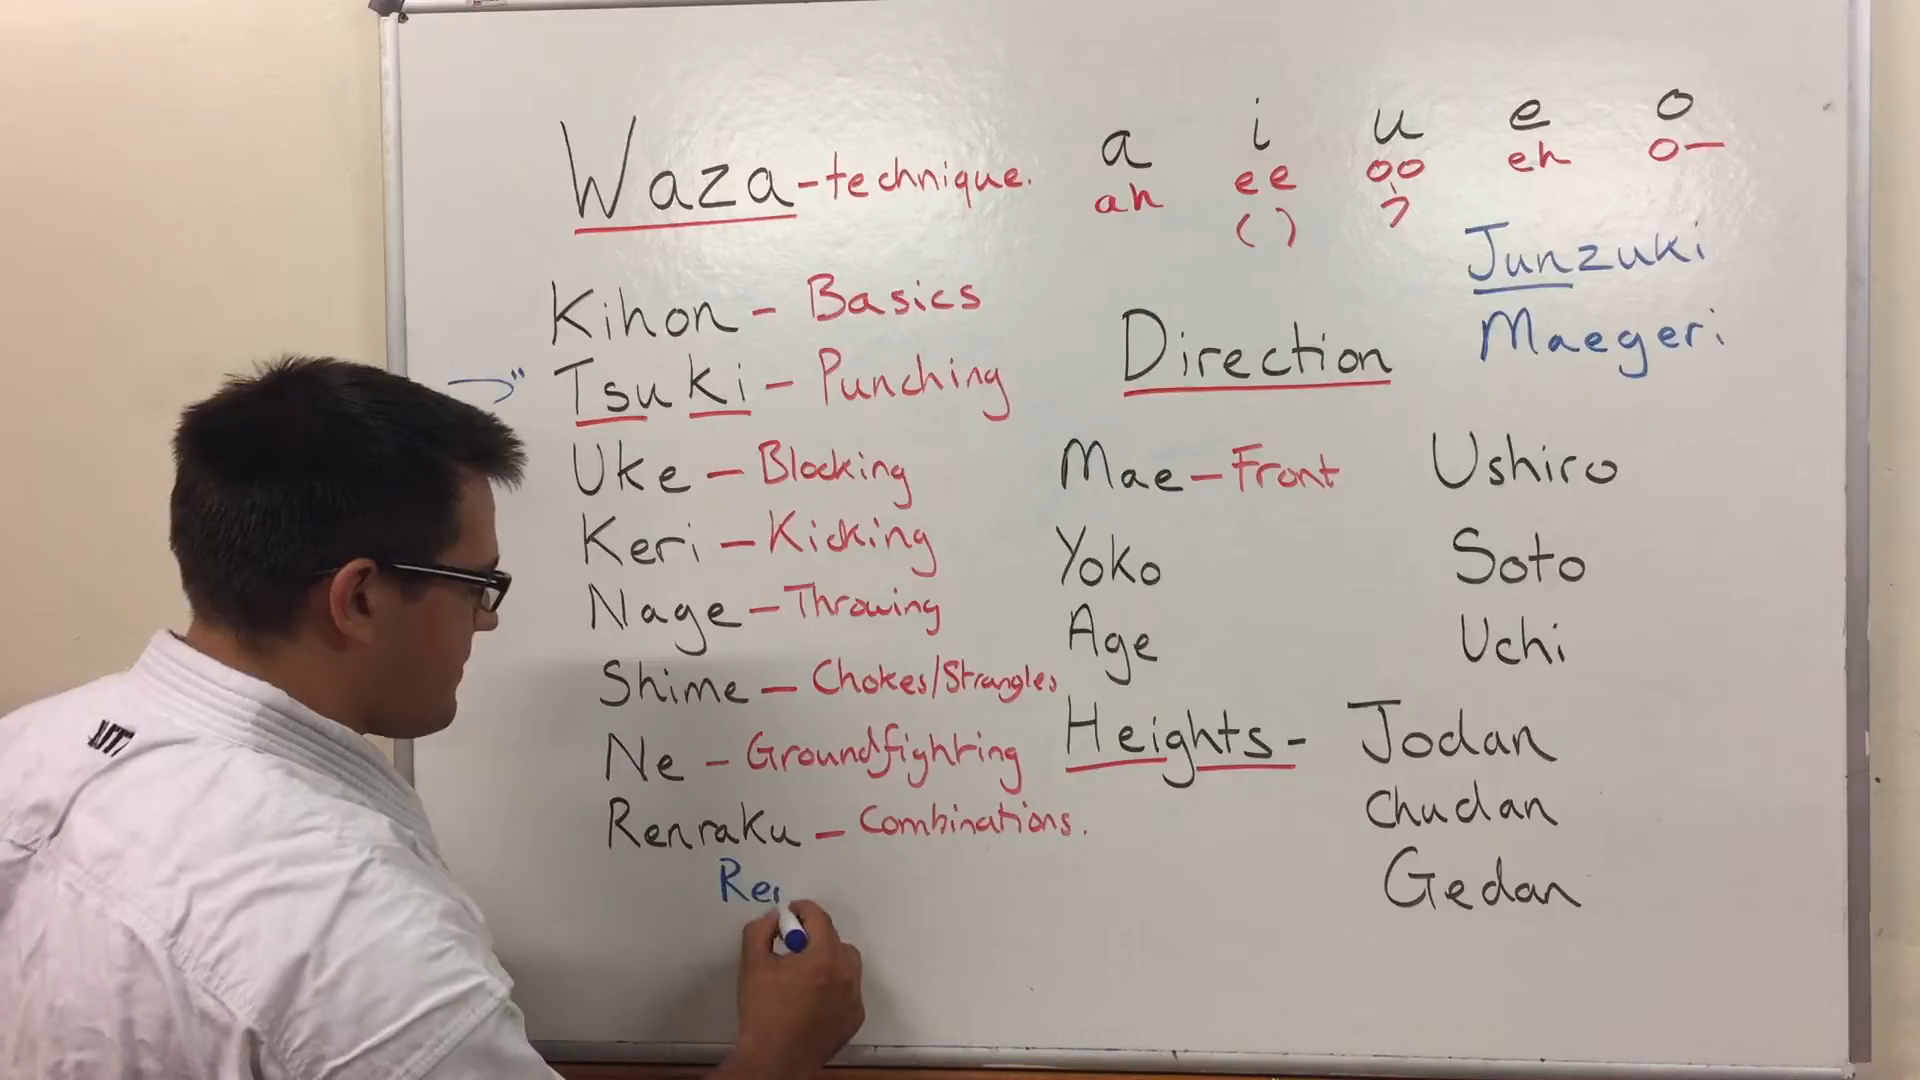 Waza - technique.
a i u e o
ah ee oo eh o—
( )
Junzuki
Maegeri
Kihon - Basics
Tsuki - Punching
Uke - Blocking
Keri - Kicking
Nage - Throwing
Shime - Chokes/Strangles
Ne - Groundfighting
Renraku - Combinations.
Direction
Mae - Front
Yoko
Age
Ushiro
Soto
Uchi
Heights - Jodan
Chudan
Gedan